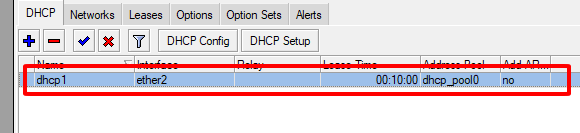 DHCP Networks Leases Options Option Sets Alerts
DHCP Config DHCP Setup
Name Interface Relay Lease Time Address Pool Add AR...
dhcp1 ether2 00:10:00 dhcp_pool0 no